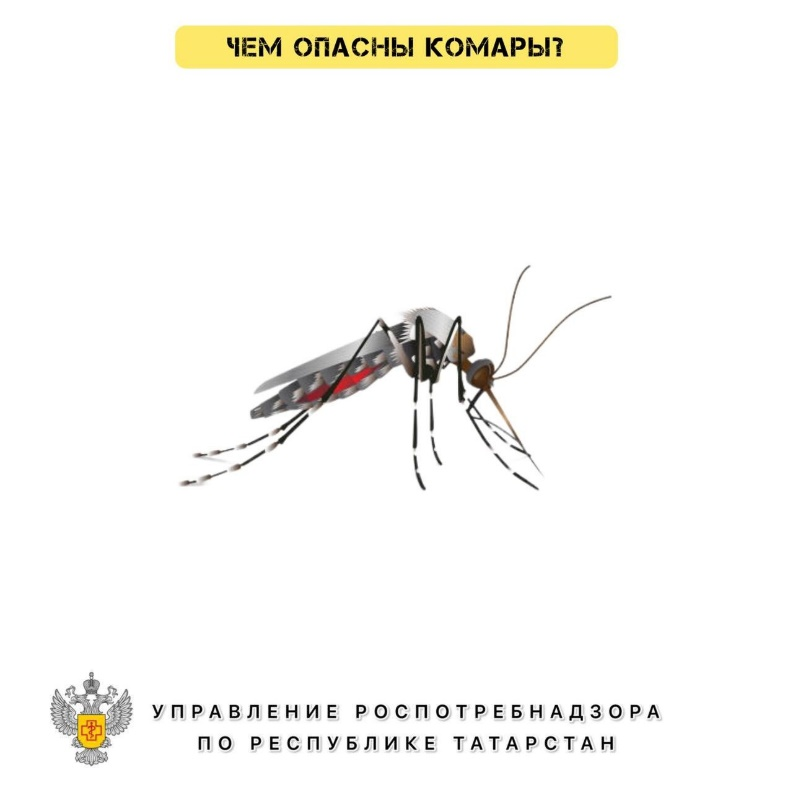 ЧЕМ ОПАСНЫ КОМАРЫ?
УПРАВЛЕНИЕ РОСПОТРЕБНАДЗОРА
ПО РЕСПУБЛИКЕ ТАТАРСТАН